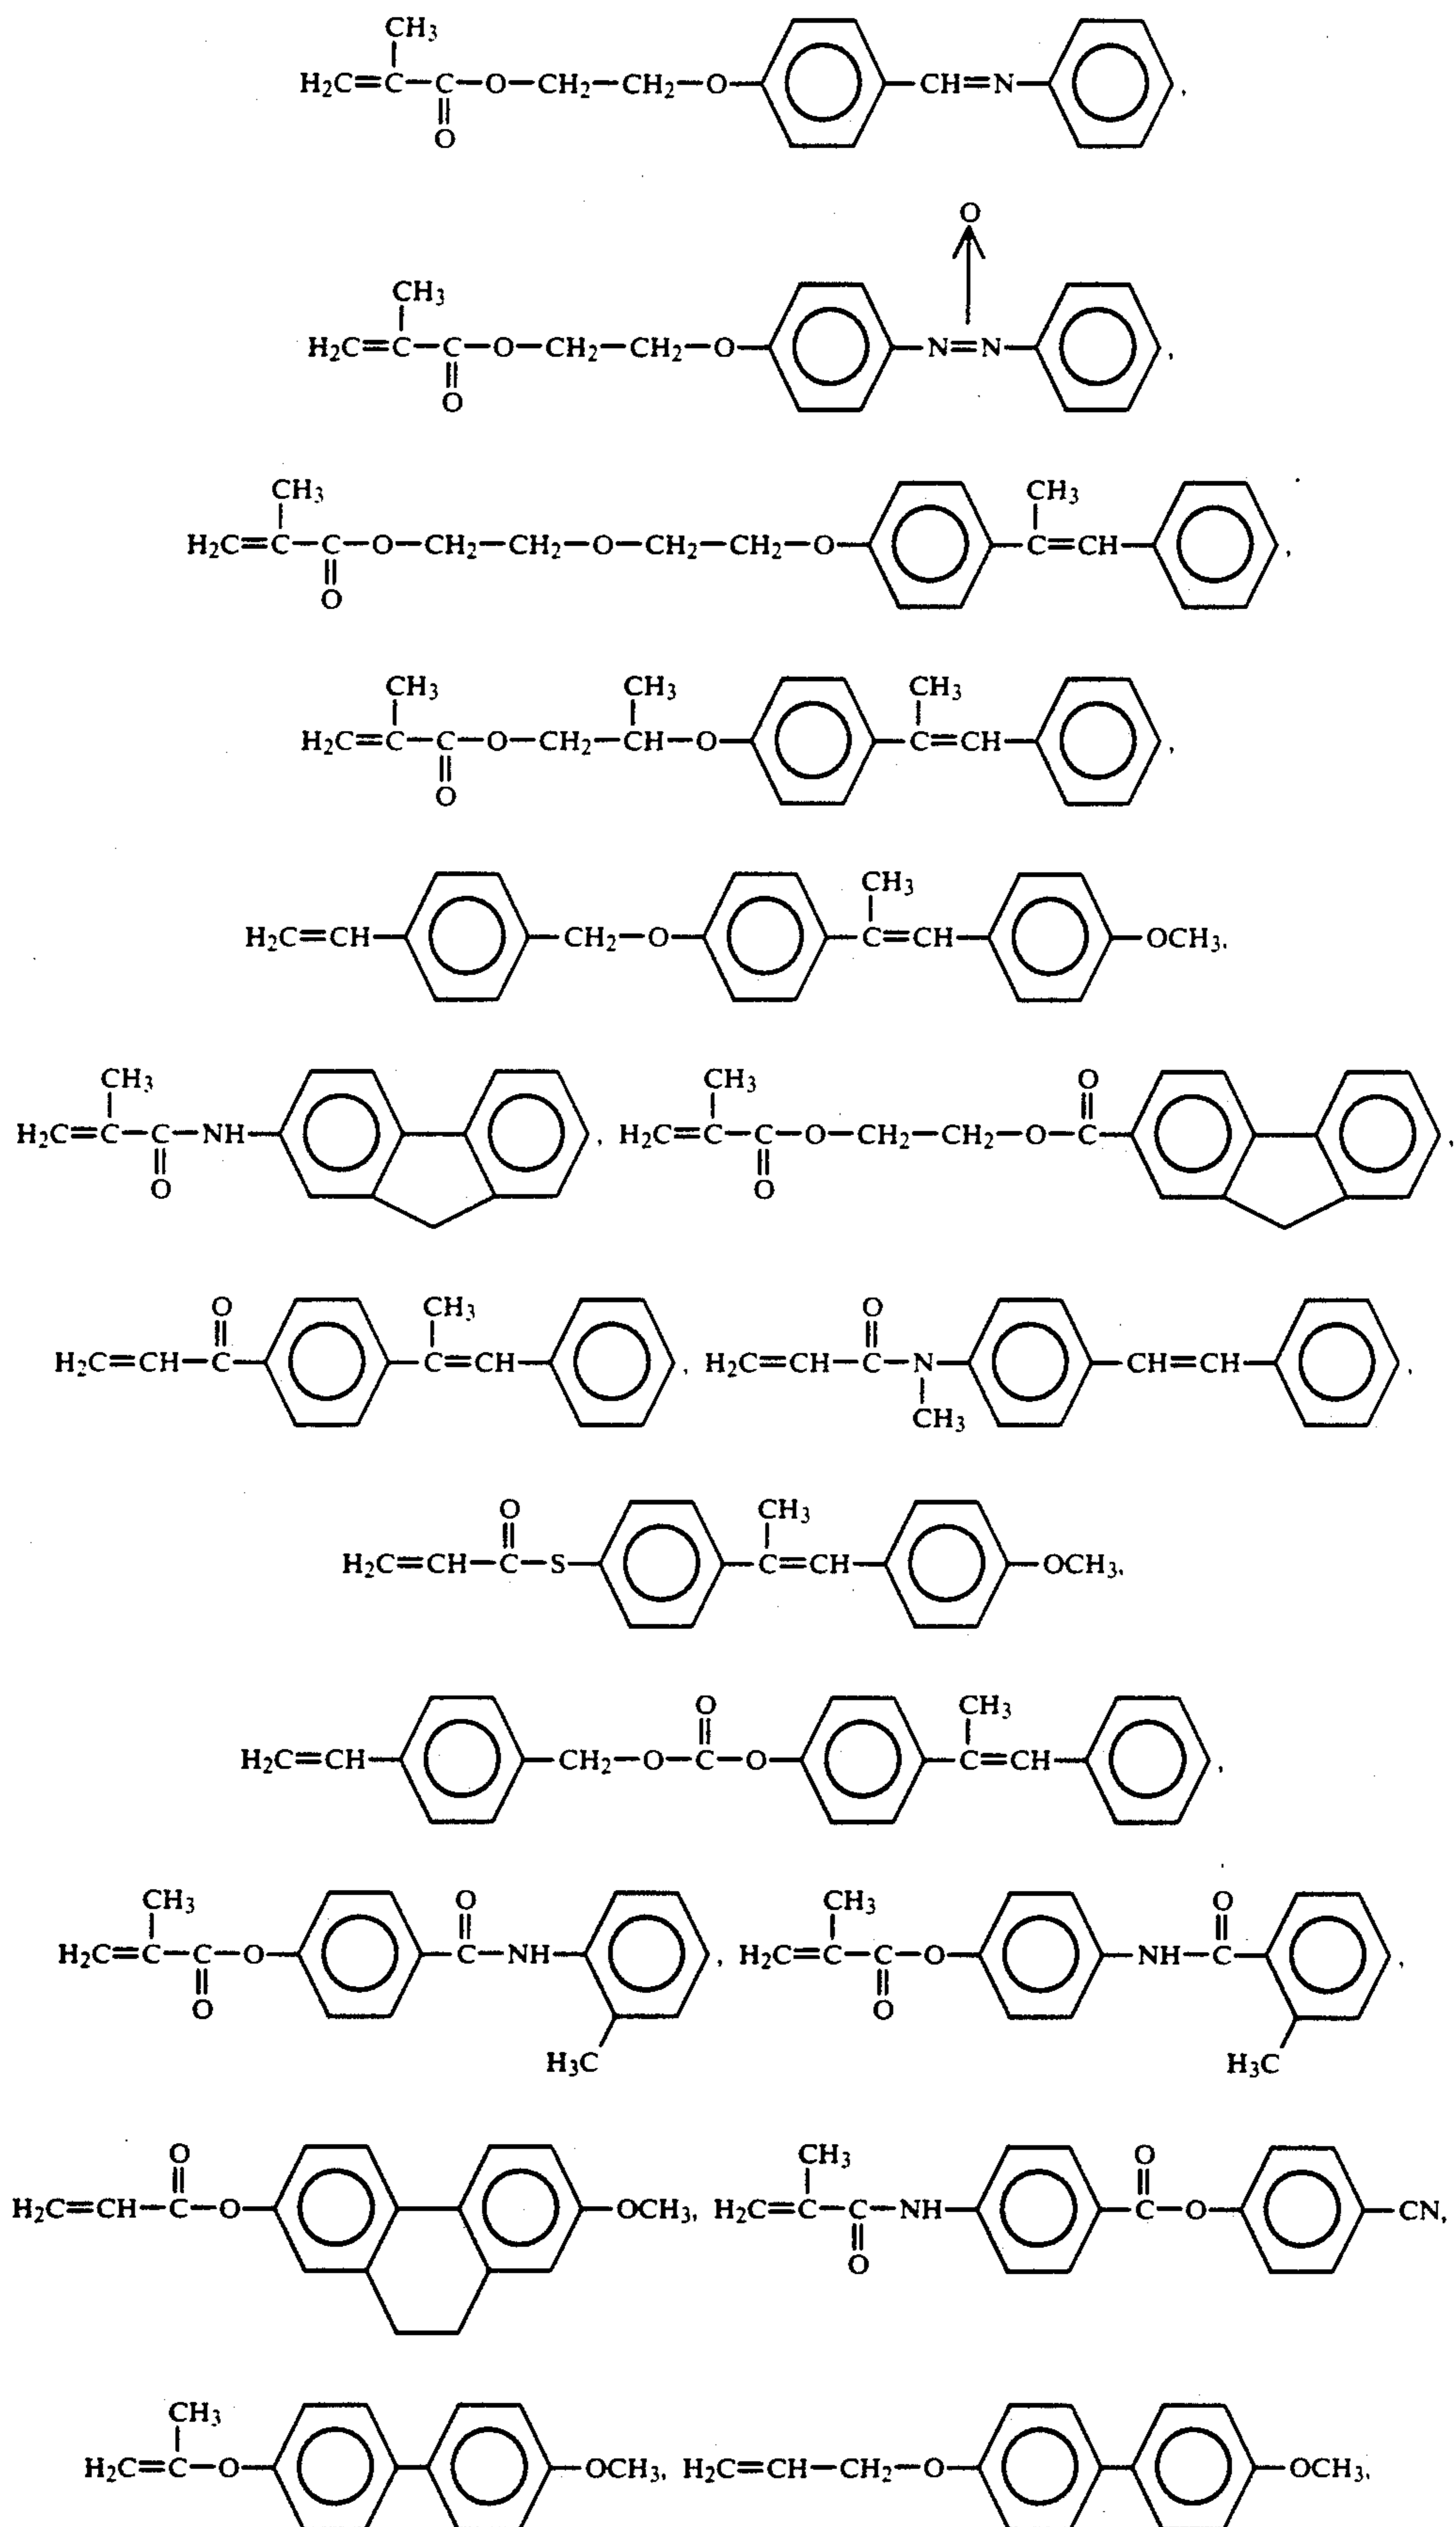 CH3
H2C=C—C—O—CH2—CH2—O— —CH=N— ,
O
O
CH3
H2C=C—C—O—CH2—CH2—O— —N=N— ,
O
CH3 CH3
H2C=C—C—O—CH2—CH2—O—CH2—CH2—O— —C=CH— ,
O
CH3 CH3 CH3
H2C=C—C—O—CH2—CH—O— —C=CH— ,
O
CH3
H2C=CH— —CH2—O— —C=CH— —OCH3,
CH3 CH3 O
H2C=C—C—NH— , H2C=C—C—O—CH2—CH2—O—C— ,
O O
O CH3 O
H2C=CH—C— —C=CH— , H2C=CH—C—N— —CH=CH— ,
CH3
O CH3
H2C=CH—C—S— —C=CH— —OCH3,
O CH3
H2C=CH— —CH2—O—C—O— —C=CH— ,
CH3 O CH3 O
H2C=C—C—O— —C—NH— , H2C=C—C—O— —NH—C— ,
O O
H3C H3C
O CH3 O
H2C=CH—C—O— —OCH3, H2C=C—C—NH— —C—O— —CN,
O
CH3
H2C=C—O— —OCH3, H2C=CH—CH2—O— —OCH3,